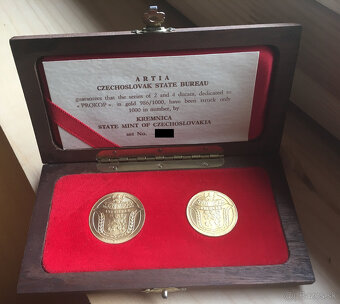 ARTIA
CZECHOSLOVAK STATE BUREAU
guarantees that the series of 2 and 4 ducats, dedicated to
»PROKOP«, in gold 986/1000, have been struck only
1000 in number, by
KREMNICA
STATE MINT OF CZECHOSLOVAKIA
set No.